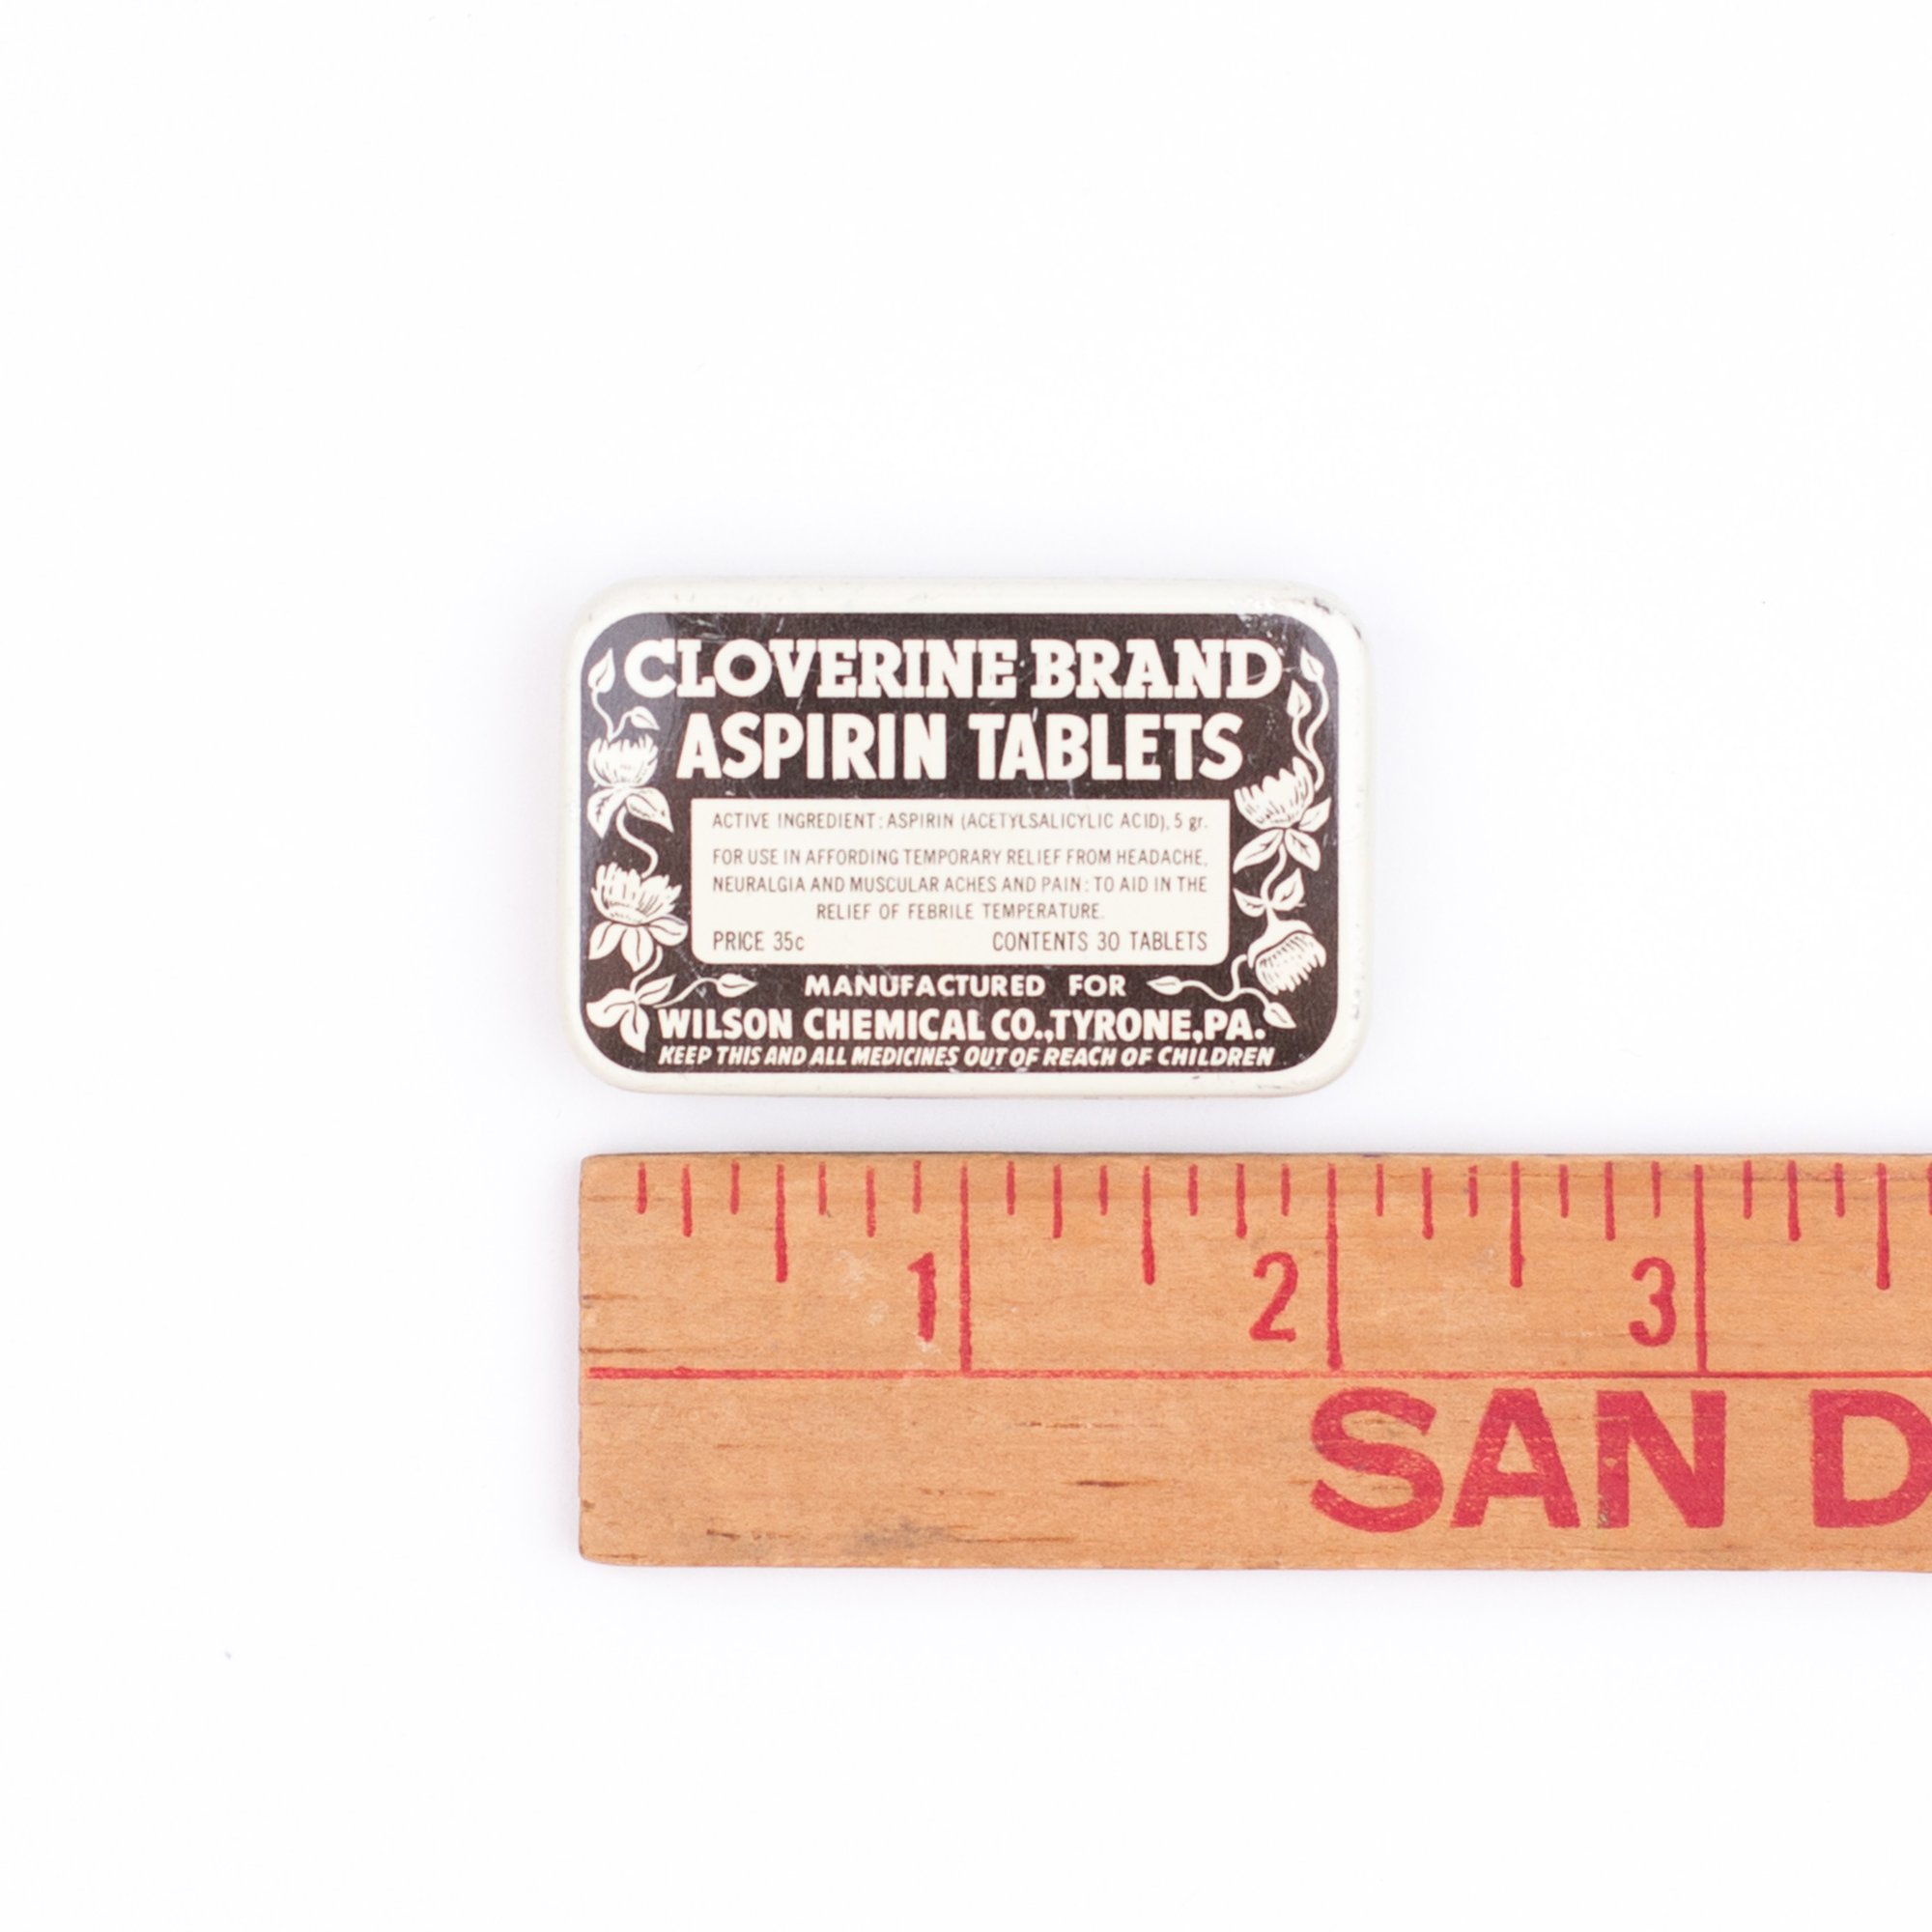 CLOVERINE BRAND
ASPIRIN TABLETS
ACTIVE INGREDIENT: ASPIRIN (ACETYLSALICYLIC ACID), 5 gr.
FOR USE IN AFFORDING TEMPORARY RELIEF FROM HEADACHE,
NEURALGIA AND MUSCULAR ACHES AND PAIN: TO AID IN THE
RELIEF OF FEBRILE TEMPERATURE.
PRICE 35c CONTENTS 30 TABLETS
MANUFACTURED FOR
WILSON CHEMICAL CO., TYRONE, PA.
KEEP THIS AND ALL MEDICINES OUT OF REACH OF CHILDREN
1 2 3
SAN D